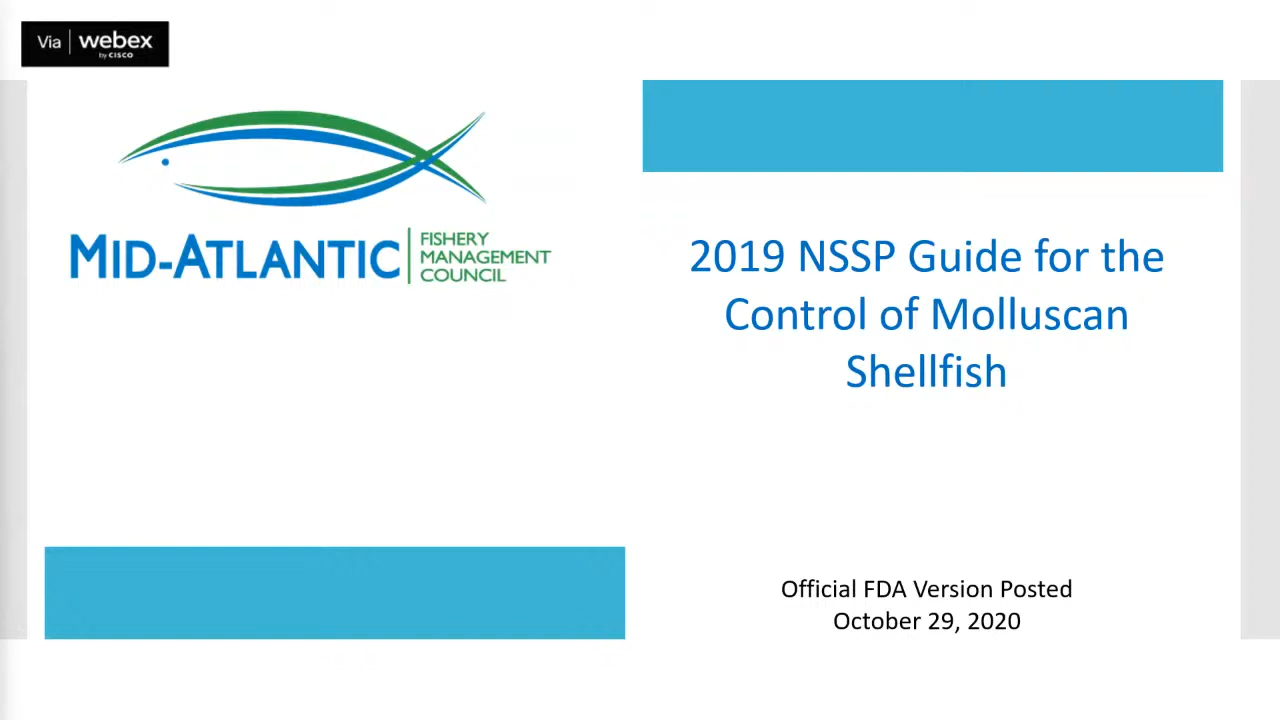 Via webex
by CISCO
MID-ATLANTIC
FISHERY
MANAGEMENT
COUNCIL
2019 NSSP Guide for the
Control of Molluscan
Shellfish
Official FDA Version Posted
October 29, 2020